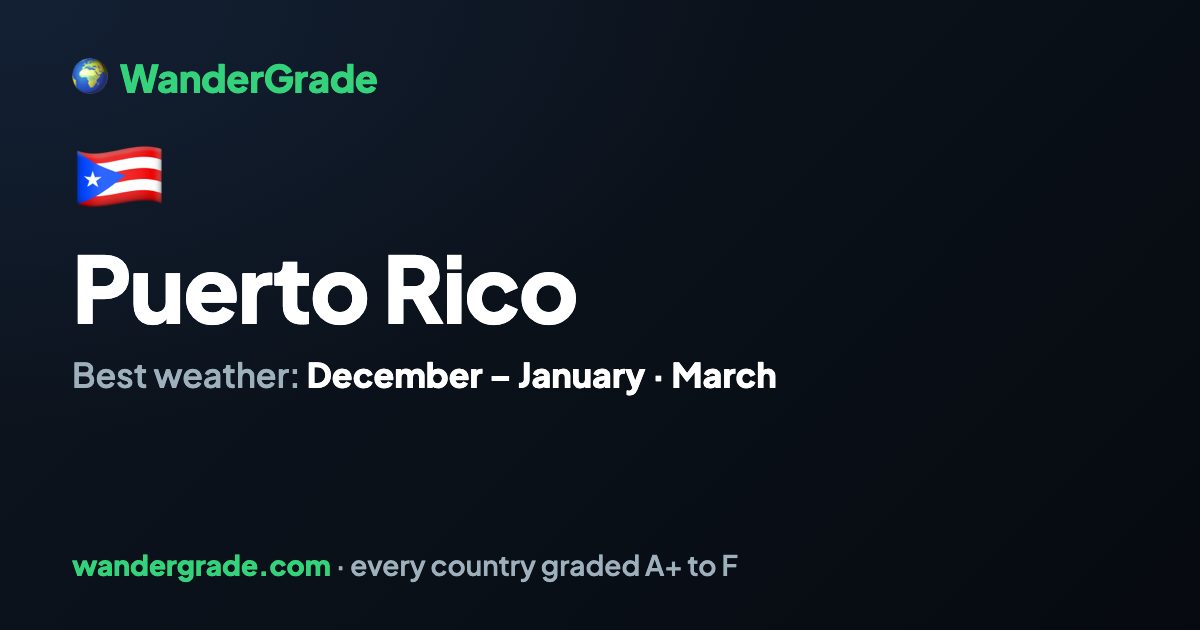 WanderGrade
Puerto Rico
Best weather: December – January · March
wandergrade.com · every country graded A+ to F